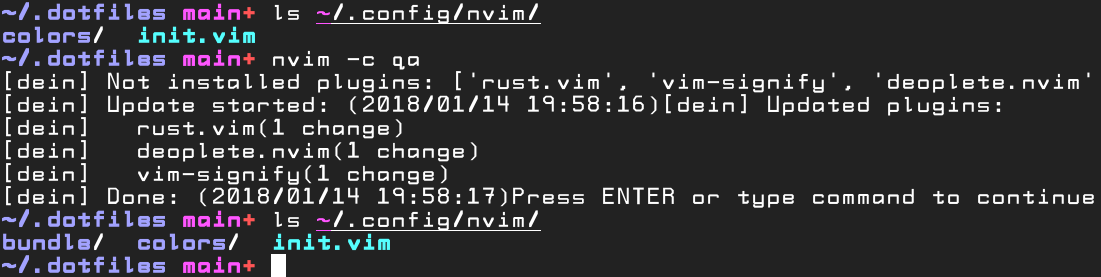 ~/.dotfiles main+ ls ~/.config/nvim/
colors/  init.vim
~/.dotfiles main+ nvim -c qa
[dein] Not installed plugins: ['rust.vim', 'vim-signify', 'deoplete.nvim'
[dein] Update started: (2018/01/14 19:58:16)[dein] Updated plugins:
[dein]   rust.vim(1 change)
[dein]   deoplete.nvim(1 change)
[dein]   vim-signify(1 change)
[dein] Done: (2018/01/14 19:58:17)Press ENTER or type command to continue
~/.dotfiles main+ ls ~/.config/nvim/
bundle/  colors/  init.vim
~/.dotfiles main+